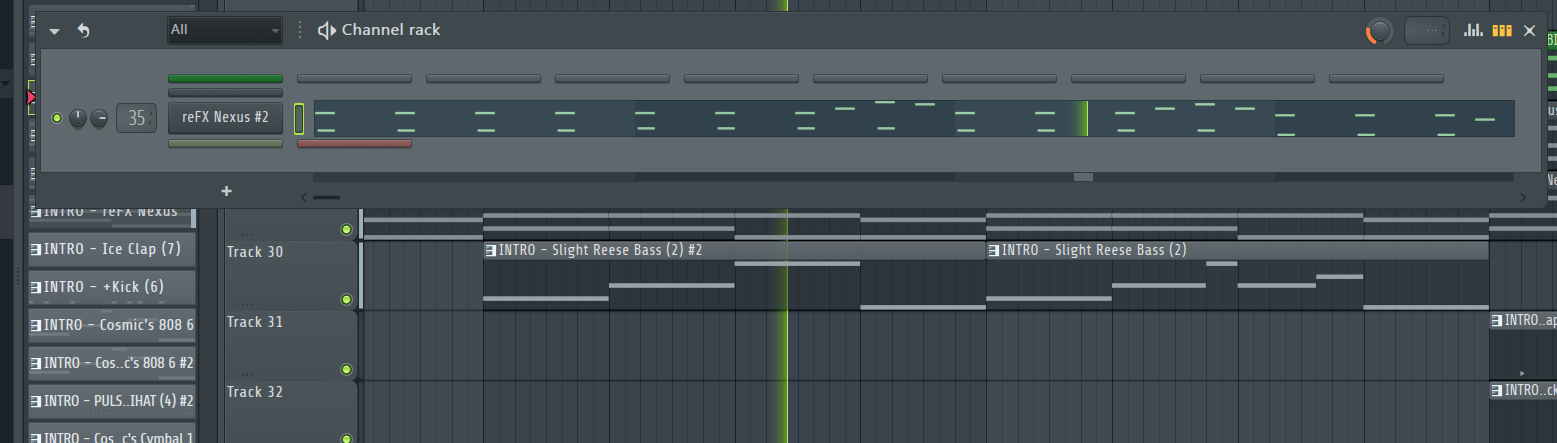 All
Channel rack
35
reFX Nexus #2
INTRO - reFX Nexus
INTRO - Ice Clap (7)
INTRO - +Kick (6)
INTRO - Cosmic's 808 6
INTRO - Cos..c's 808 6 #2
INTRO - PULS..IHAT (4) #2
INTRO - Cos..c's Cymbal 1
Track 30
INTRO - Slight Reese Bass (2) #2
INTRO - Slight Reese Bass (2)
Track 31
INTRO..ap
Track 32
INTRO..ck